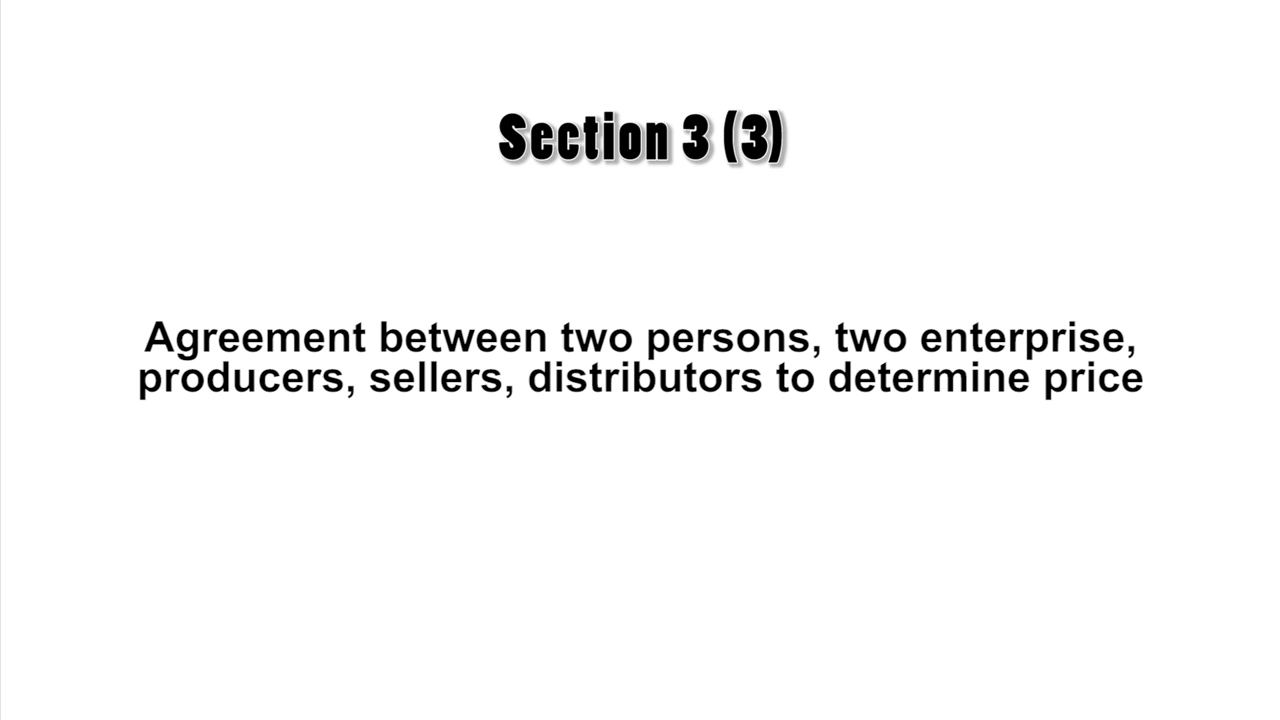 Section 3 (3)
Agreement between two persons, two enterprise,
producers, sellers, distributors to determine price